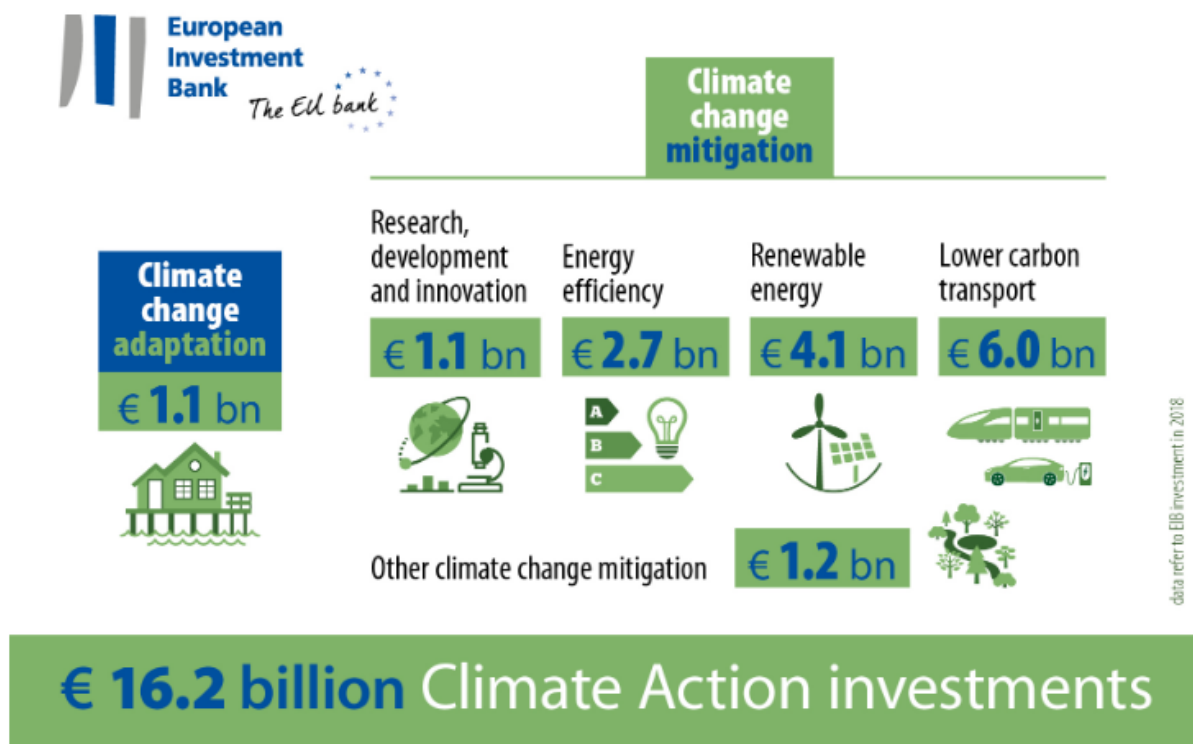 European
Investment
Bank
The EU bank
Climate
change
mitigation
Climate
change
adaptation
€ 1.1 bn
Research,
development
and innovation
€ 1.1 bn
Energy
efficiency
€ 2.7 bn
A
B
C
Renewable
energy
€ 4.1 bn
Lower carbon
transport
€ 6.0 bn
Other climate change mitigation
€ 1.2 bn
data refer to EIB investment in 2018
€ 16.2 billion Climate Action investments